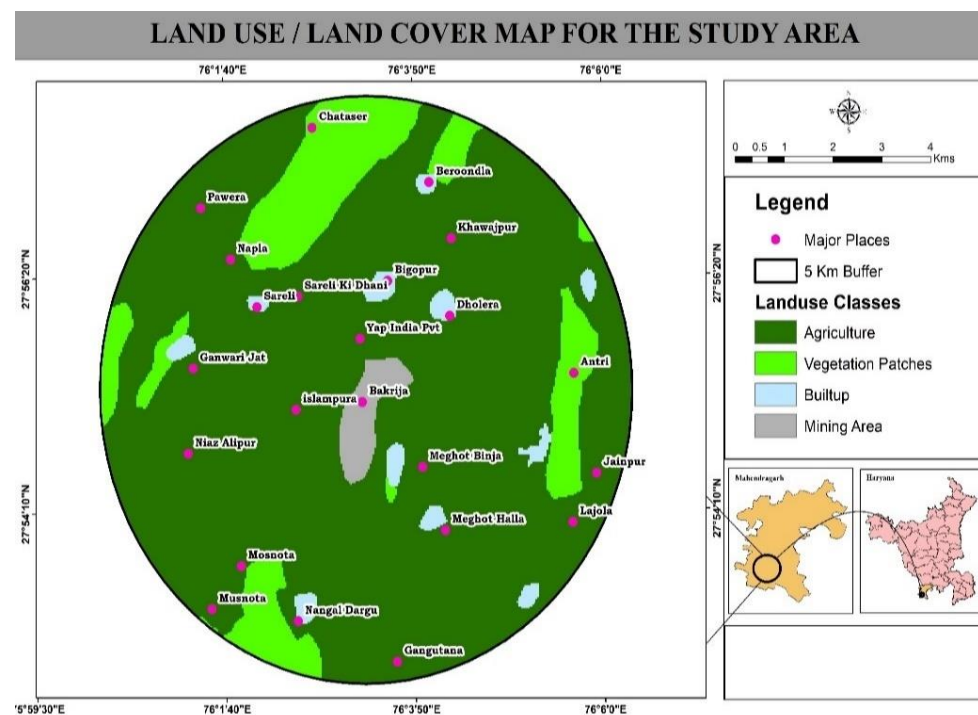 LAND USE / LAND COVER MAP FOR THE STUDY AREA
76°1'40"E 76°3'50"E 76°6'0"E
Chataser
Beroondla
Pawera
Khawajpur
Napla
Bigopur
Sareli Ki Dhani
Sareli
Dholera
Yap India Pvt
Ganwari Jat
Antri
Bakrija
islampura
Niaz Alipur
Meghot Binja
Jainpur
Meghot Halla
Lajola
Mosnota
Musnota
Nangal Dargu
Gangutana
27°56'20"N
27°54'10"N
27°56'20"N
27°54'10"N
'5°59'30"E 76°1'40"E 76°3'50"E 76°6'0"E
N
0 0.5 1 2 3 4
Kms
Legend
Major Places
5 Km Buffer
Landuse Classes
Agriculture
Vegetation Patches
Builtup
Mining Area
Mahendragarh
Haryana